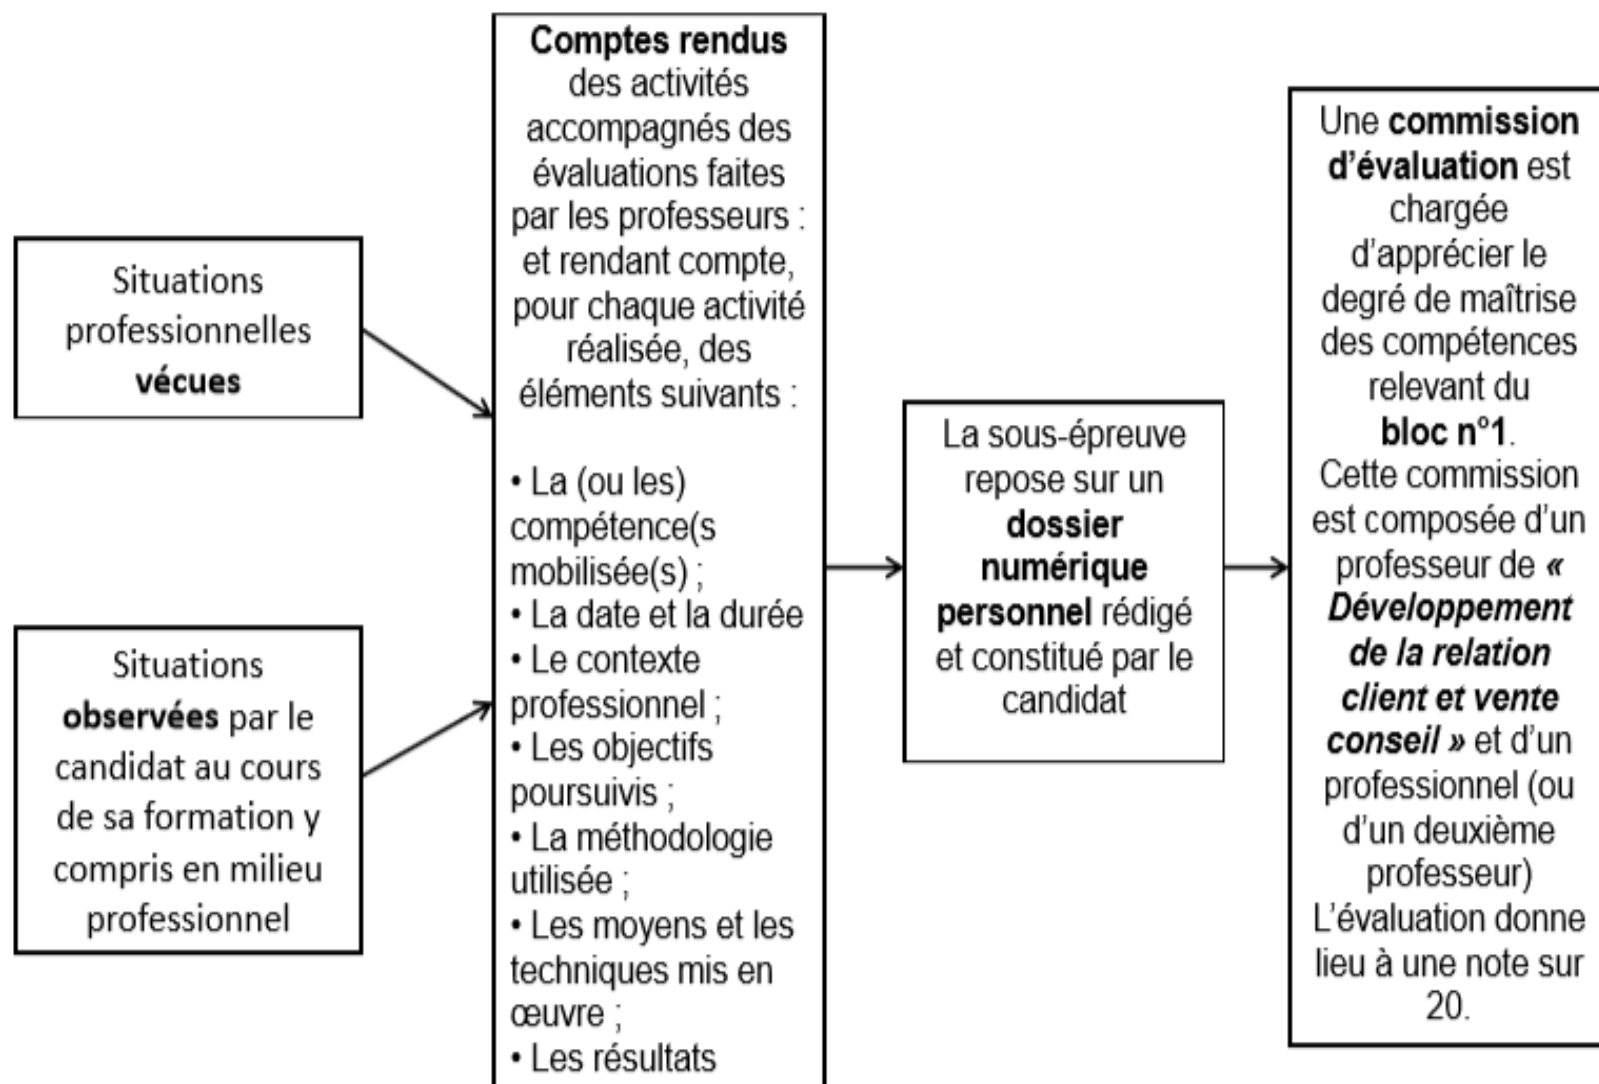 Situations
professionnelles
vécues
Situations
observées par le
candidat au cours
de sa formation y
compris en milieu
professionnel
Comptes rendus
des activités
accompagnés des
évaluations faites
par les professeurs :
et rendant compte,
pour chaque activité
réalisée, des
éléments suivants :
• La (ou les)
compétence(s
mobilisée(s) ;
• La date et la durée
• Le contexte
professionnel ;
• Les objectifs
poursuivis ;
• La méthodologie
utilisée ;
• Les moyens et les
techniques mis en
œuvre ;
• Les résultats
La sous-épreuve
repose sur un
dossier
numérique
personnel rédigé
et constitué par le
candidat
Une commission
d'évaluation est
chargée
d'apprécier le
degré de maîtrise
des compétences
relevant du
bloc n°1.
Cette commission
est composée d'un
professeur de «
Développement
de la relation
client et vente
conseil » et d'un
professionnel (ou
d'un deuxième
professeur)
L'évaluation donne
lieu à une note sur
20.